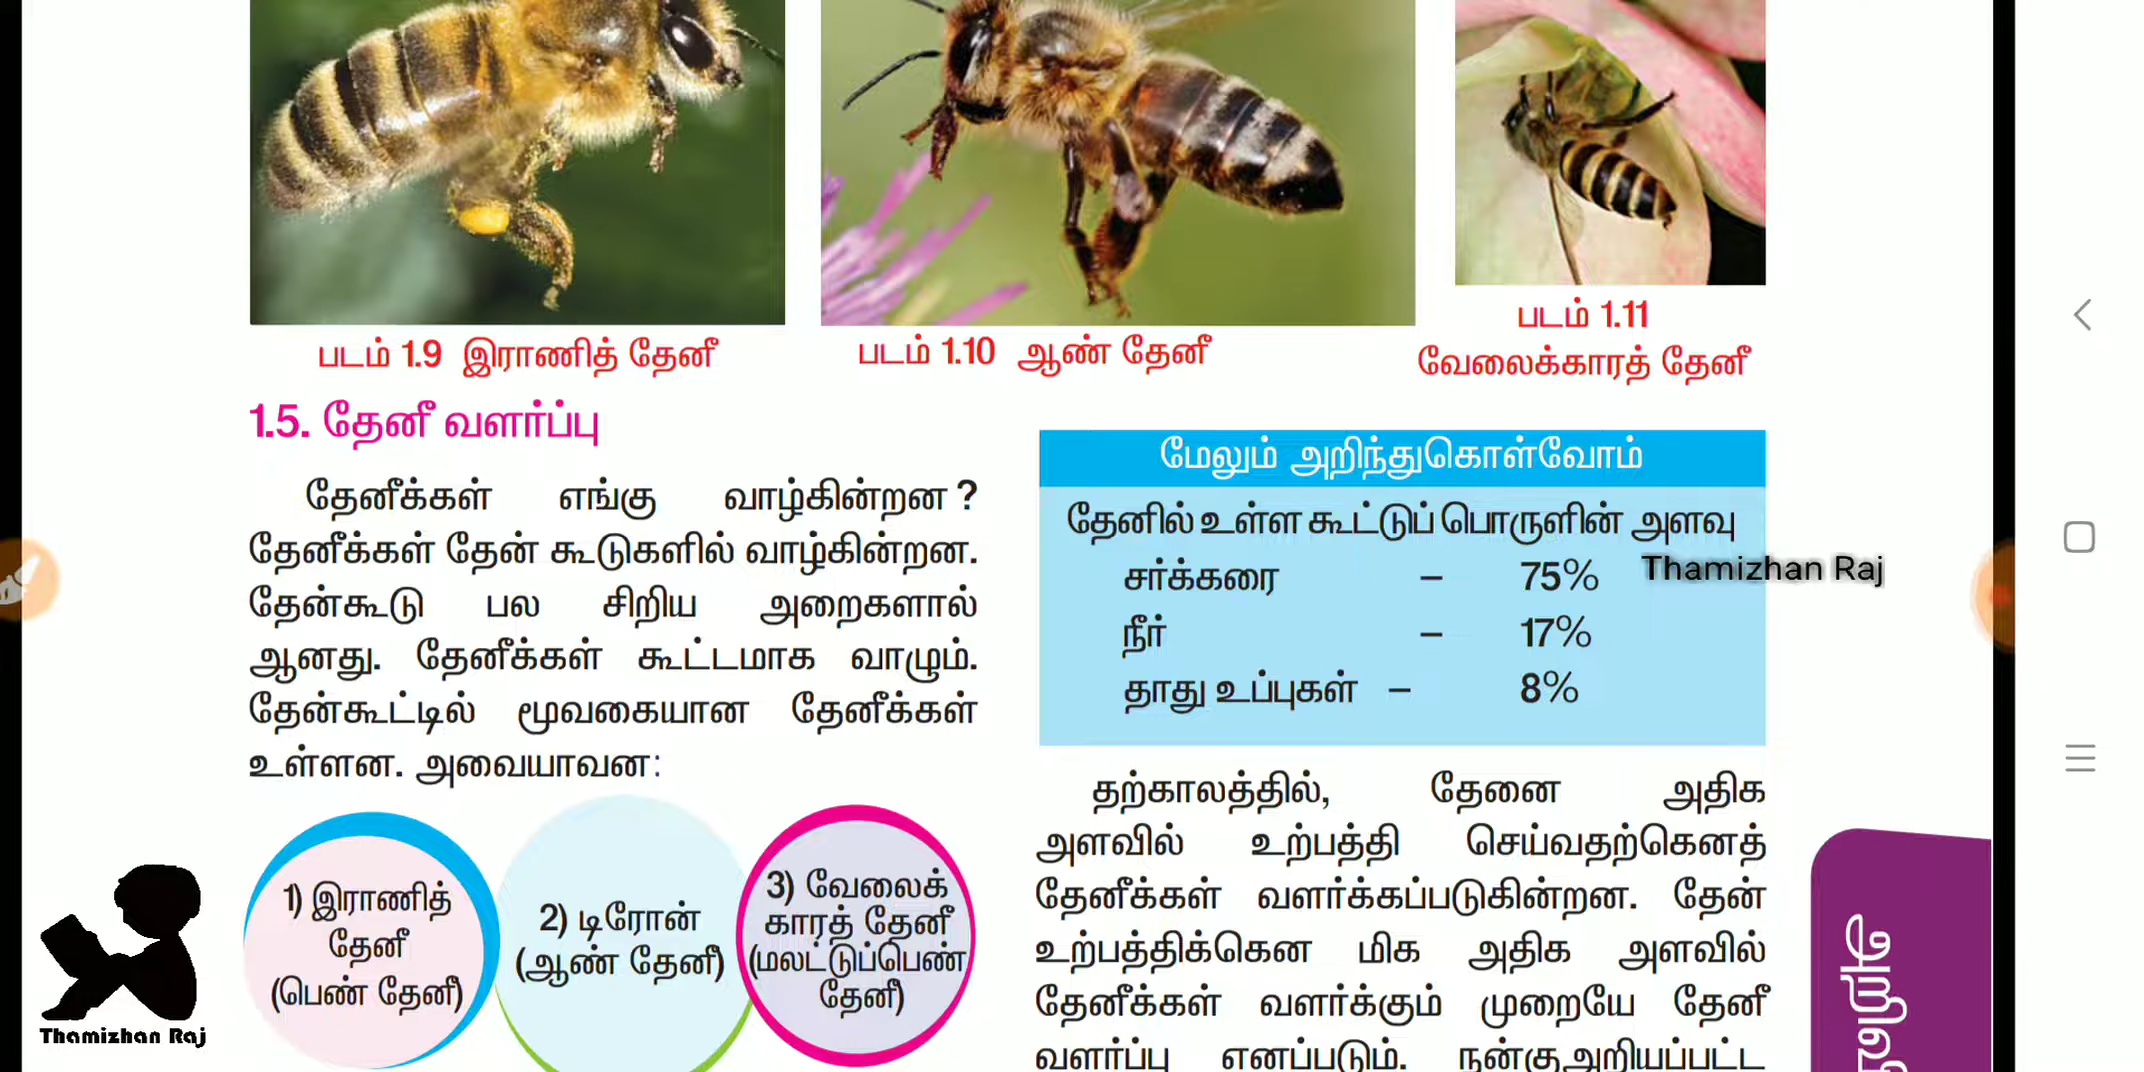 படம் 1.9 இராணித் தேனீ
படம் 1.10 ஆண் தேனீ
படம் 1.11
வேலைக்காரத் தேனீ
1.5. தேனீ வளர்ப்பு
தேனீக்கள் எங்கு வாழ்கின்றன ?
தேனீக்கள் தேன் கூடுகளில் வாழ்கின்றன.
தேன்கூடு பல சிறிய அறைகளால்
ஆனது. தேனீக்கள் கூட்டமாக வாழும்.
தேன்கூட்டில் மூவகையான தேனீக்கள்
உள்ளன. அவையாவன:
1) இராணித்
தேனீ
(பெண் தேனீ)
2) டிரோன்
(ஆண் தேனீ)
3) வேலைக்
காரத் தேனீ
(மலட்டுப்பெண்
தேனீ)
மேலும் அறிந்துகொள்வோம்
தேனில் உள்ள கூட்டுப் பொருளின் அளவு
சர்க்கரை – 75%
நீர் – 17%
தாது உப்புகள் – 8%
Thamizhan Raj
தற்காலத்தில், தேனை அதிக
அளவில் உற்பத்தி செய்வதற்கெனத்
தேனீக்கள் வளர்க்கப்படுகின்றன. தேன்
உற்பத்திக்கென மிக அதிக அளவில்
தேனீக்கள் வளர்க்கும் முறையே தேனீ
வளர்ப்பு எனப்படும். நன்குஅறியப்பட்ட
Thamizhan Raj